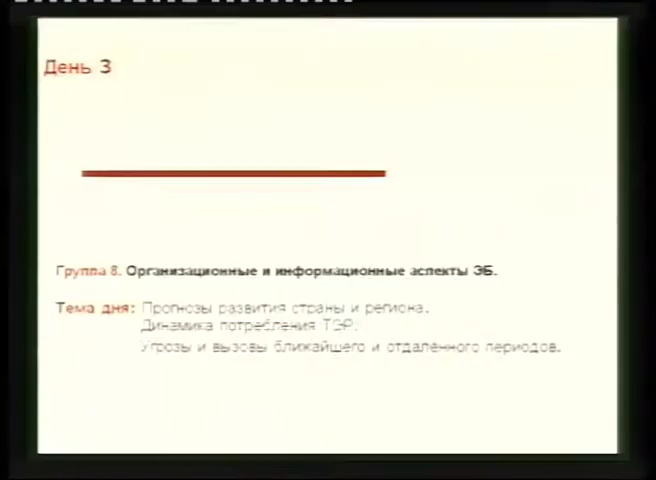 День 3
Группа 8. Организационные и информационные аспекты ЭБ.
Тема дня: Прогнозы развития страны и региона.
Динамика потребления ТЭР.
Угрозы и вызовы ближайшего и отдалённого периодов.